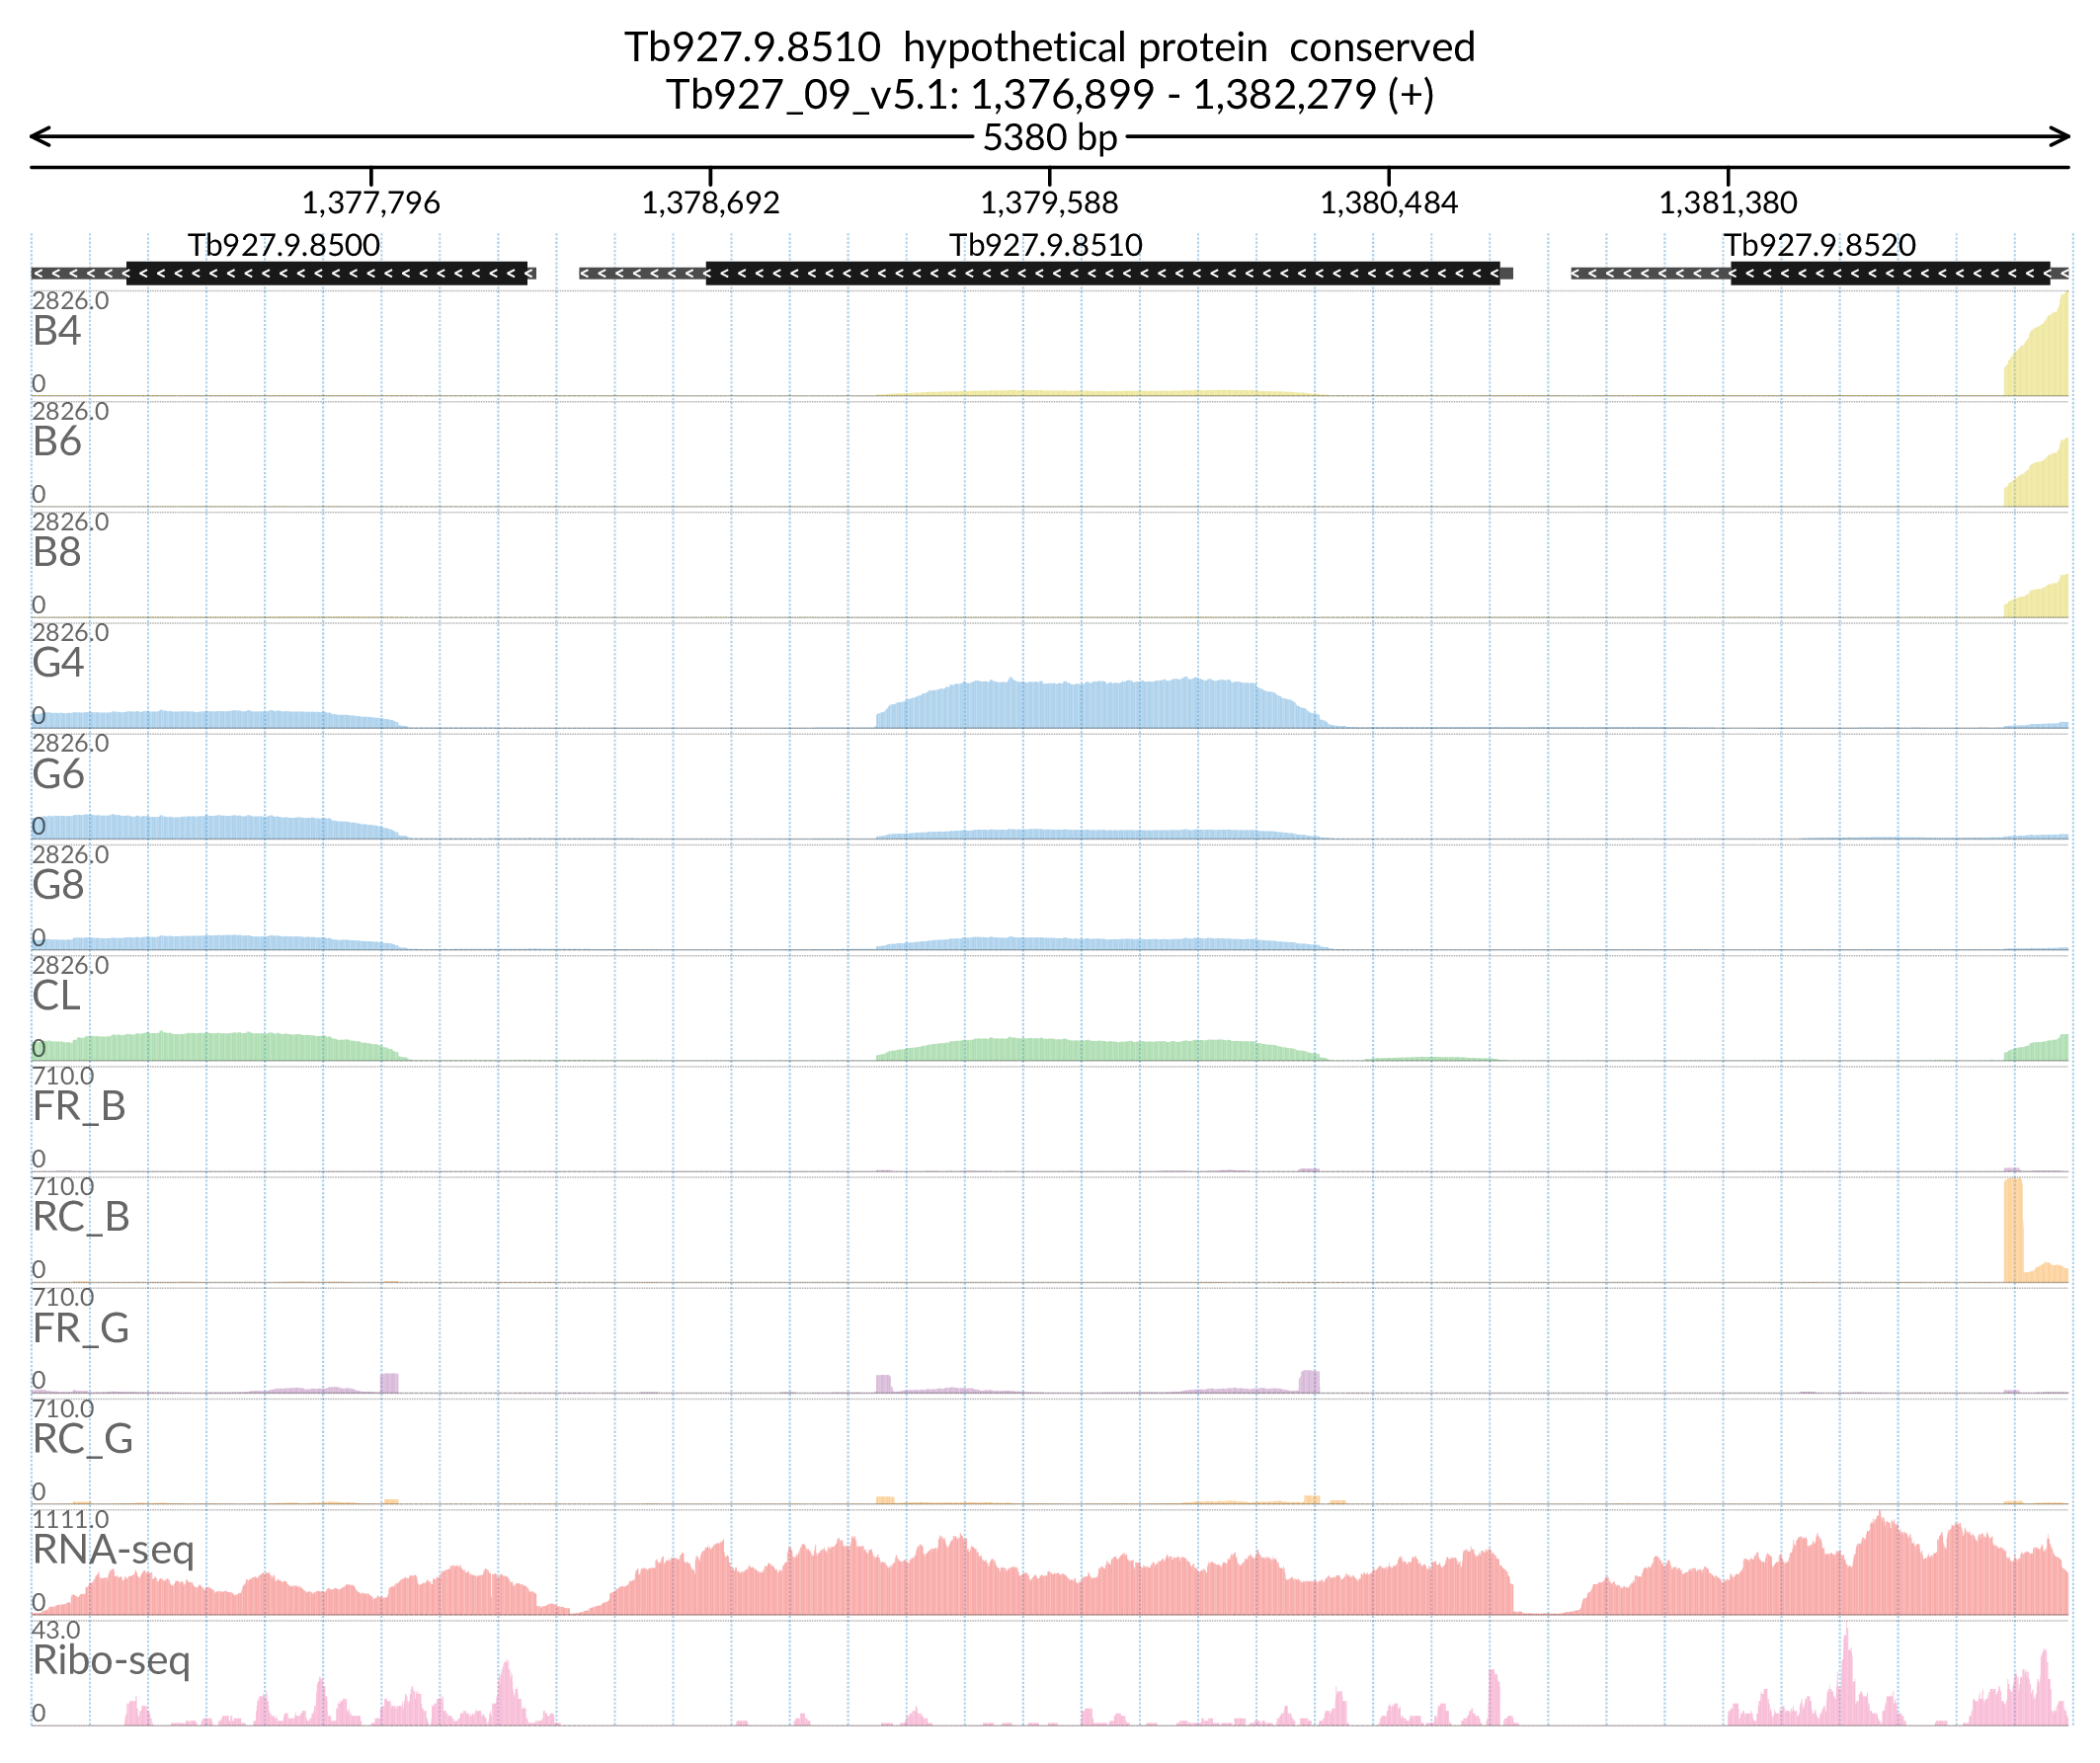 Tb927.9.8510 hypothetical protein conserved
Tb927_09_v5.1: 1,376,899 - 1,382,279 (+)
5380 bp
1,377,796 1,378,692 1,379,588 1,380,484 1,381,380
Tb927.9.8500 Tb927.9.8510 Tb927.9.8520
2826.0
B4
0
2826.0
B6
0
2826.0
B8
0
2826.0
G4
0
2826.0
G6
0
2826.0
G8
0
2826.0
CL
0
710.0
FR_B
0
710.0
RC_B
0
710.0
FR_G
0
710.0
RC_G
0
1111.0
RNA-seq
0
43.0
Ribo-seq
0